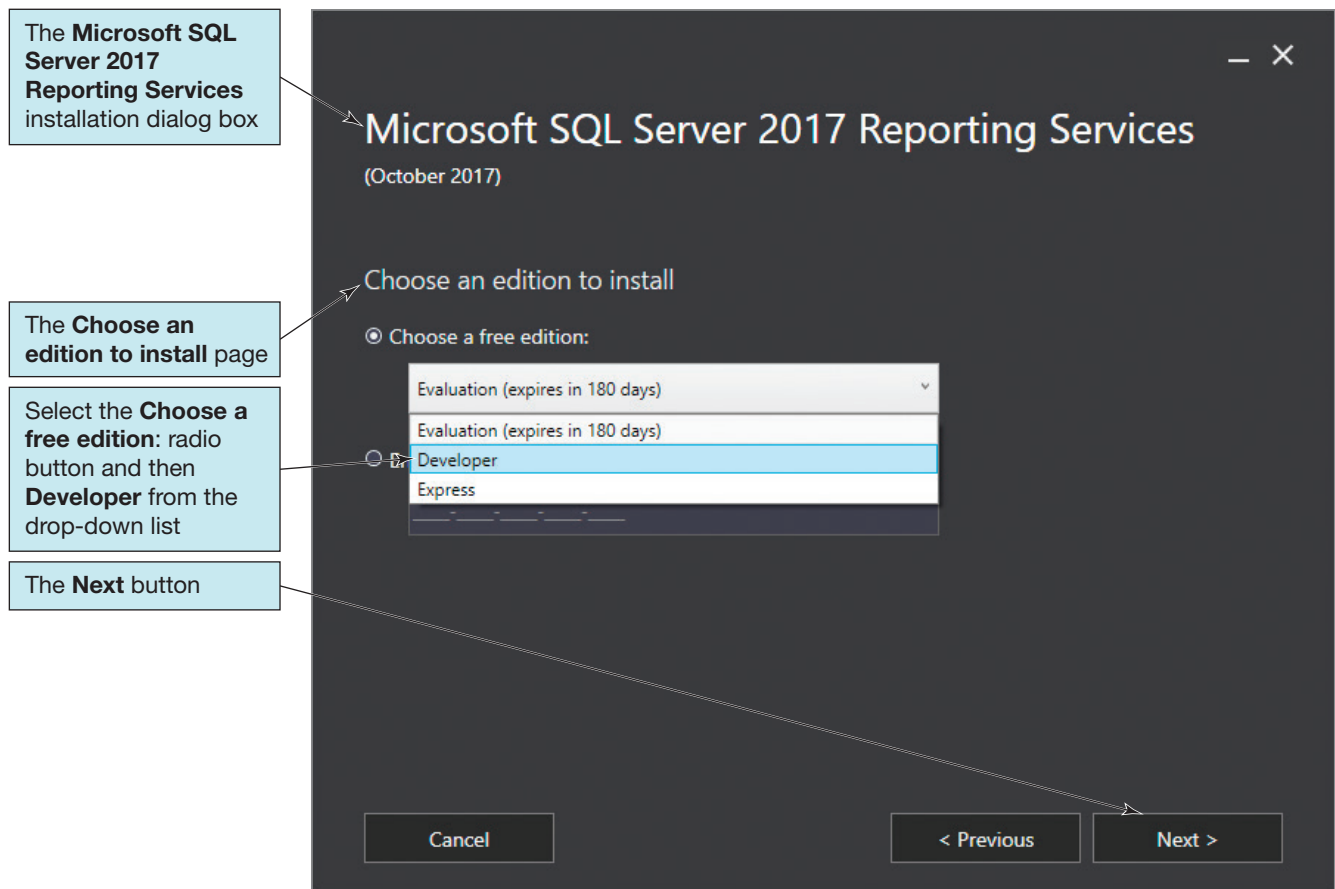 The Microsoft SQL
Server 2017
Reporting Services
installation dialog box
Microsoft SQL Server 2017 Reporting Services
(October 2017)
The Choose an
edition to install page
Choose an edition to install
Choose a free edition:
Select the Choose a
free edition: radio
button and then
Developer from the
drop-down list
Evaluation (expires in 180 days)
Evaluation (expires in 180 days)
Developer
Express
The Next button
Cancel
< Previous
Next >